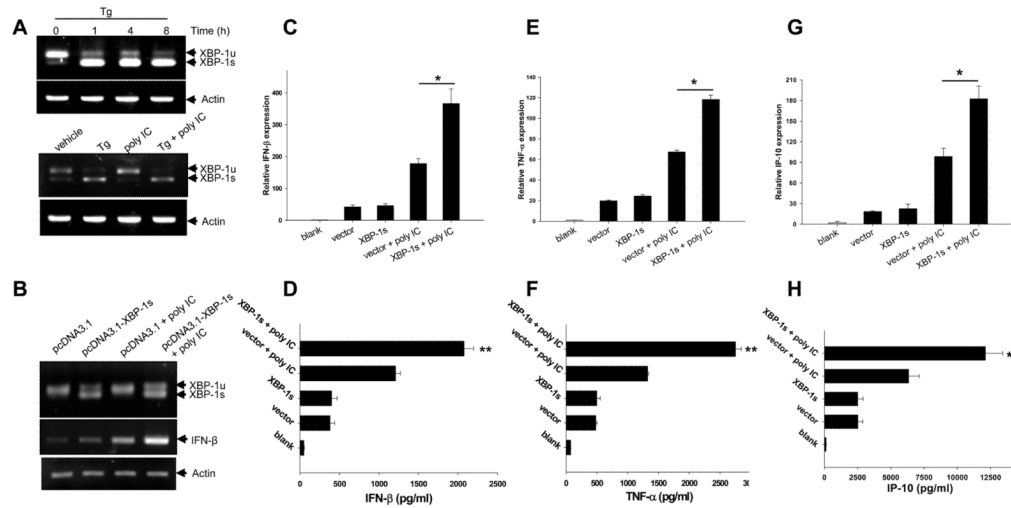 Tg
A
0 1 4 8 Time (h)
XBP-1u
XBP-1s
Actin
vehicle Tg poly IC Tg + poly IC
XBP-1u
XBP-1s
Actin
B
pcDNA3.1 pcDNA3.1-XBP-1s pcDNA3.1 + poly IC pcDNA3.1-XBP-1s
+ poly IC
XBP-1u
XBP-1s
IFN-β
Actin
C
Relative IFN-β expression
400
300
200
100
0
*
blank vector XBP-1s vector + poly IC XBP-1s + poly IC
D
XBP-1s + poly IC
vector + poly IC
XBP-1s
vector
blank
**
0 500 1000 1500 2000 2500
IFN-β (pg/ml)
E
Relative TNF-α expression
140
120
100
80
60
40
20
0
*
blank vector XBP-1s vector + poly IC XBP-1s + poly IC
F
XBP-1s + poly IC
vector + poly IC
XBP-1s
vector
blank
**
0 500 1000 1500 2000 2500
TNF-α (pg/ml)
G
Relative IP-10 expression
210
180
150
120
90
60
30
0
*
blank vector XBP-1s vector + poly IC XBP-1s + poly IC
H
XBP-1s + poly IC
vector + poly IC
XBP-1s
vector
blank
0 2500 5000 7500 10000 12500
IP-10 (pg/ml)